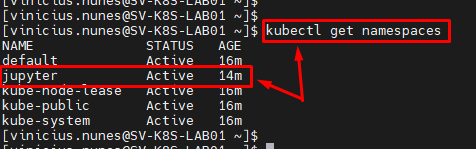 [vinicius.nunes@SV-K8S-LAB01 ~]$
[vinicius.nunes@SV-K8S-LAB01 ~]$ kubectl get namespaces
NAME STATUS AGE
default Active 16m
jupyter Active 14m
kube-node-lease Active 16m
kube-public Active 16m
kube-system Active 16m
[vinicius.nunes@SV-K8S-LAB01 ~]$
[vinicius.nunes@SV-K8S-LAB01 ~]$